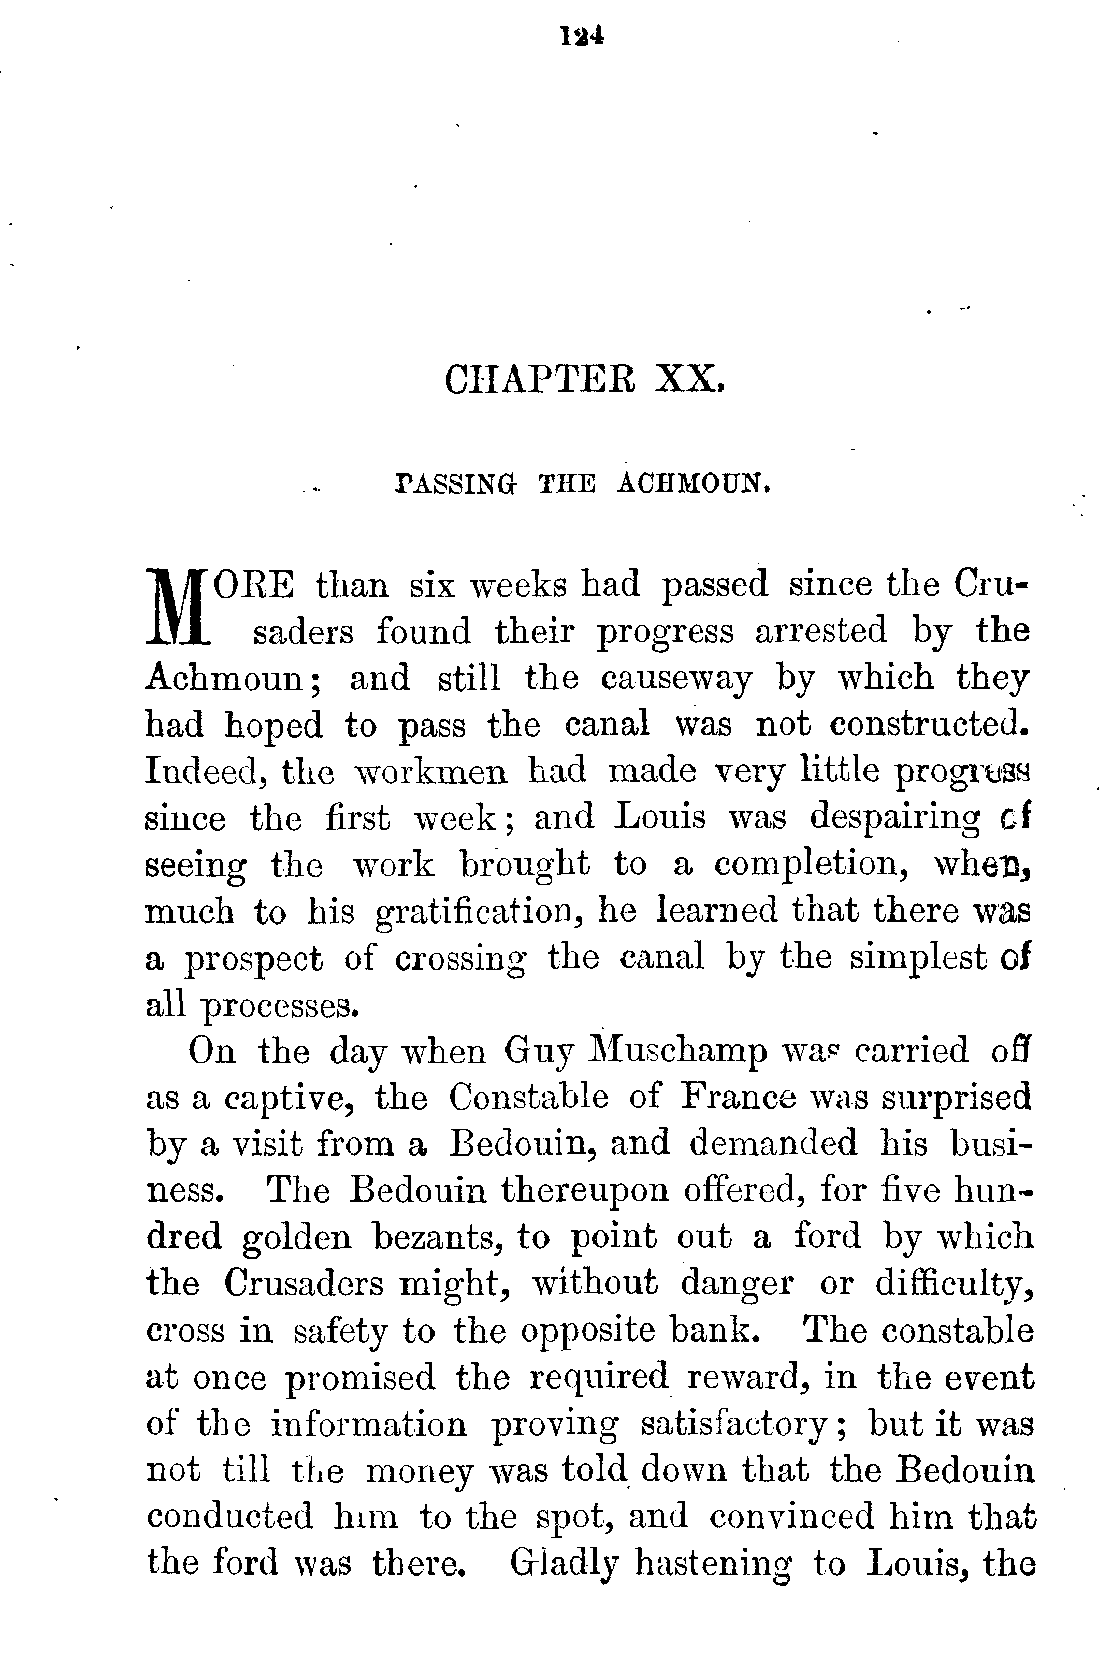 124
CHAPTER XX.
PASSING THE ACHMOUN.
MORE than six weeks had passed since the Cru-
saders found their progress arrested by the
Achmoun; and still the causeway by which they
had hoped to pass the canal was not constructed.
Indeed, the workmen had made very little progress
since the first week; and Louis was despairing of
seeing the work brought to a completion, when,
much to his gratification, he learned that there was
a prospect of crossing the canal by the simplest of
all processes.
On the day when Guy Muschamp was carried off
as a captive, the Constable of France was surprised
by a visit from a Bedouin, and demanded his busi-
ness. The Bedouin thereupon offered, for five hun-
dred golden bezants, to point out a ford by which
the Crusaders might, without danger or difficulty,
cross in safety to the opposite bank. The constable
at once promised the required reward, in the event
of the information proving satisfactory; but it was
not till the money was told down that the Bedouin
conducted him to the spot, and convinced him that
the ford was there. Gladly hastening to Louis, the